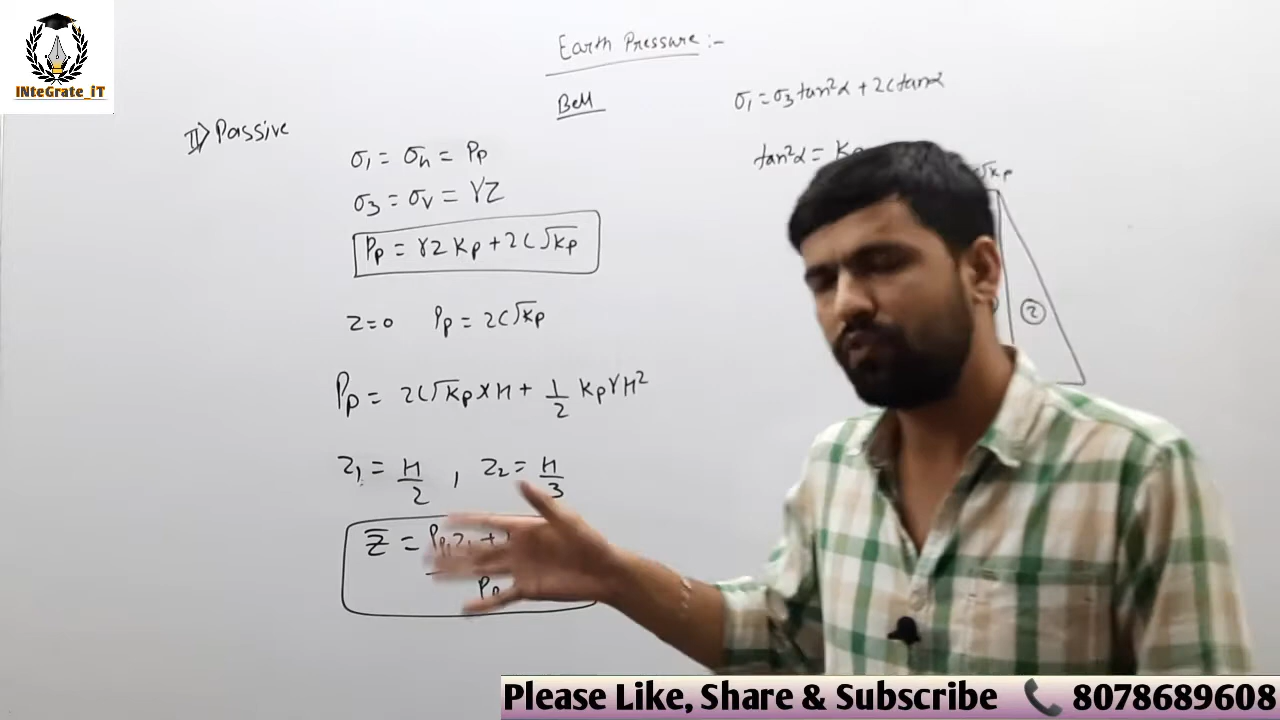 INteGrate_iT
Earth Pressure :-
Bell
σ₁ = σ₃ tan²α + 2C tanα
II) Passive
tan²α =
σ₁ = σh = Pp
σ₃ = σv = γZ
Pp = γZ Kp + 2C√Kp
Z=0 Pp = 2C√Kp
②
Pp = 2C√Kp × H + 1/2 Kp γ H²
Z₁ = H/2 , Z₂ = H/3
Z̅ =
Please Like, Share & Subscribe 8078689608